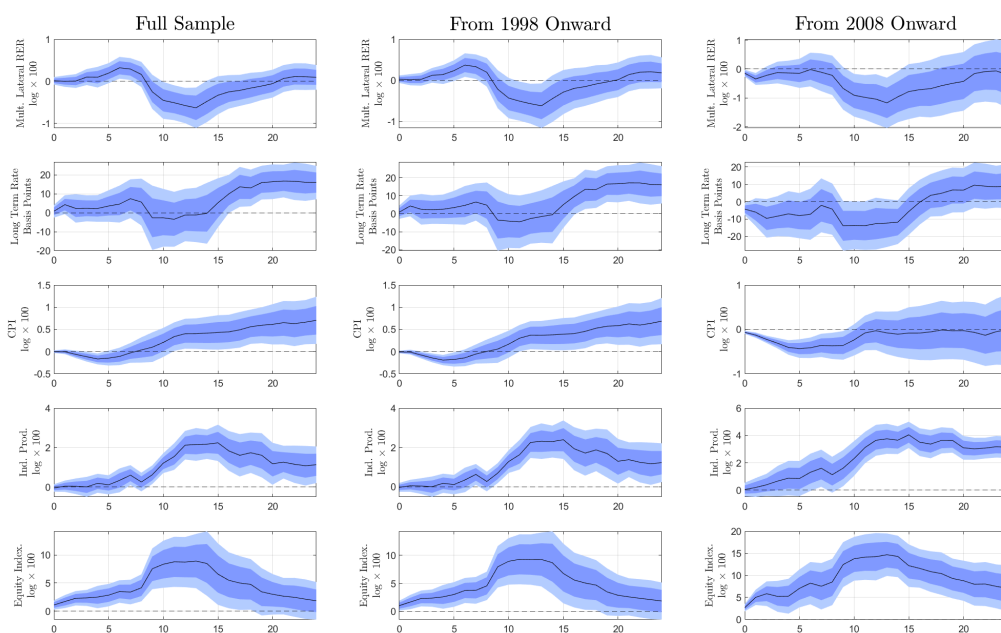 Full Sample
From 1998 Onward
From 2008 Onward
Mult. Lateral RER
log × 100
1
0
-1
0 5 10 15 20
Mult. Lateral RER
log × 100
1
0
-1
0 5 10 15 20
Mult. Lateral RER
log × 100
1
0
-1
-2
0 5 10 15 20
Long Term Rate
Basis Points
20
10
0
-10
-20
0 5 10 15 20
Long Term Rate
Basis Points
20
10
0
-10
-20
0 5 10 15 20
Long Term Rate
Basis Points
20
10
0
-10
-20
0 5 10 15 20
CPI
log × 100
1.5
1
0.5
0
-0.5
0 5 10 15 20
CPI
log × 100
1.5
1
0.5
0
-0.5
0 5 10 15 20
CPI
log × 100
1
0
-1
0 5 10 15 20
Ind. Prod.
log × 100
4
2
0
0 5 10 15 20
Ind. Prod.
log × 100
4
2
0
0 5 10 15 20
Ind. Prod.
log × 100
6
4
2
0
0 5 10 15 20
Equity Index.
log × 100
10
5
0
0 5 10 15 20
Equity Index.
log × 100
10
5
0
0 5 10 15 20
Equity Index.
log × 100
20
15
10
5
0
0 5 10 15 20